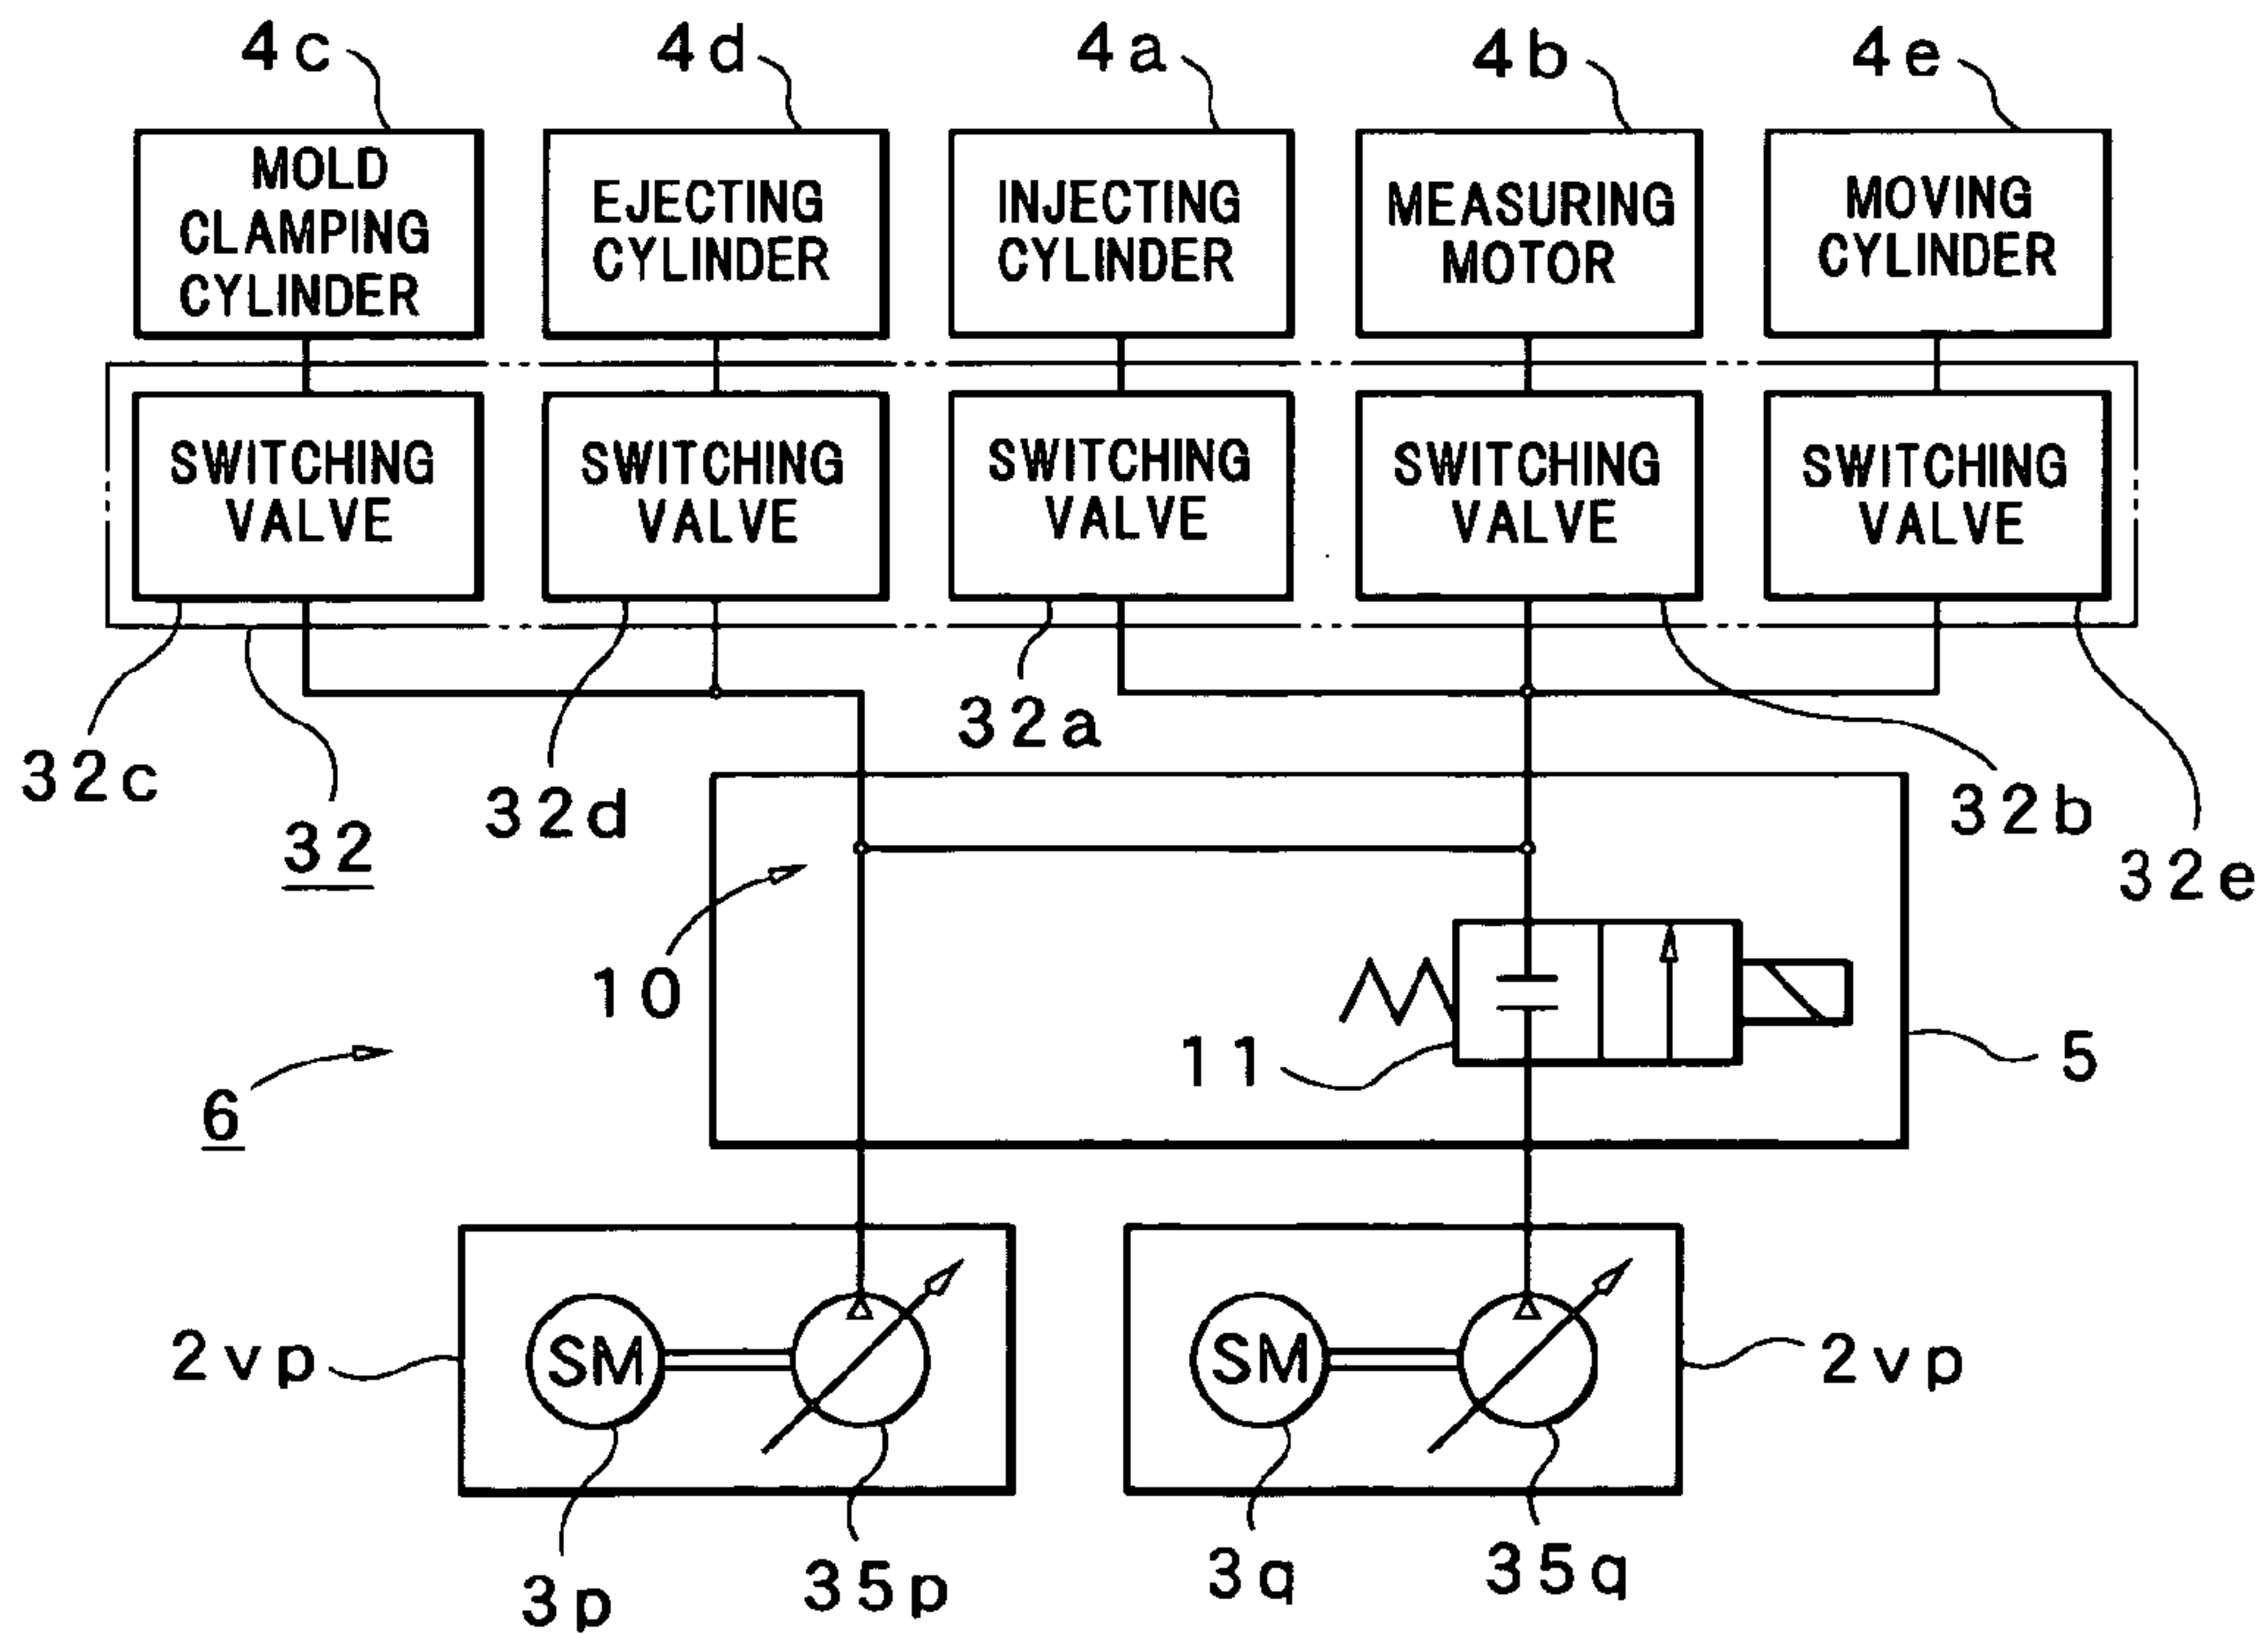 4c 4d 4a 4b 4e
MOLD
CLAMPING
CYLINDER
EJECTING
CYLINDER
INJECTING
CYLINDER
MEASURING
MOTOR
MOVING
CYLINDER
SWITCHING
VALVE
SWITCHING
VALVE
SWITCHING
VALVE
SWITCHING
VALVE
SWITCHING
VALVE
32c
32
32d
32a
32b
32e
10
11
5
6
2vp
SM
SM
2vp
3p
35p
3q
35q